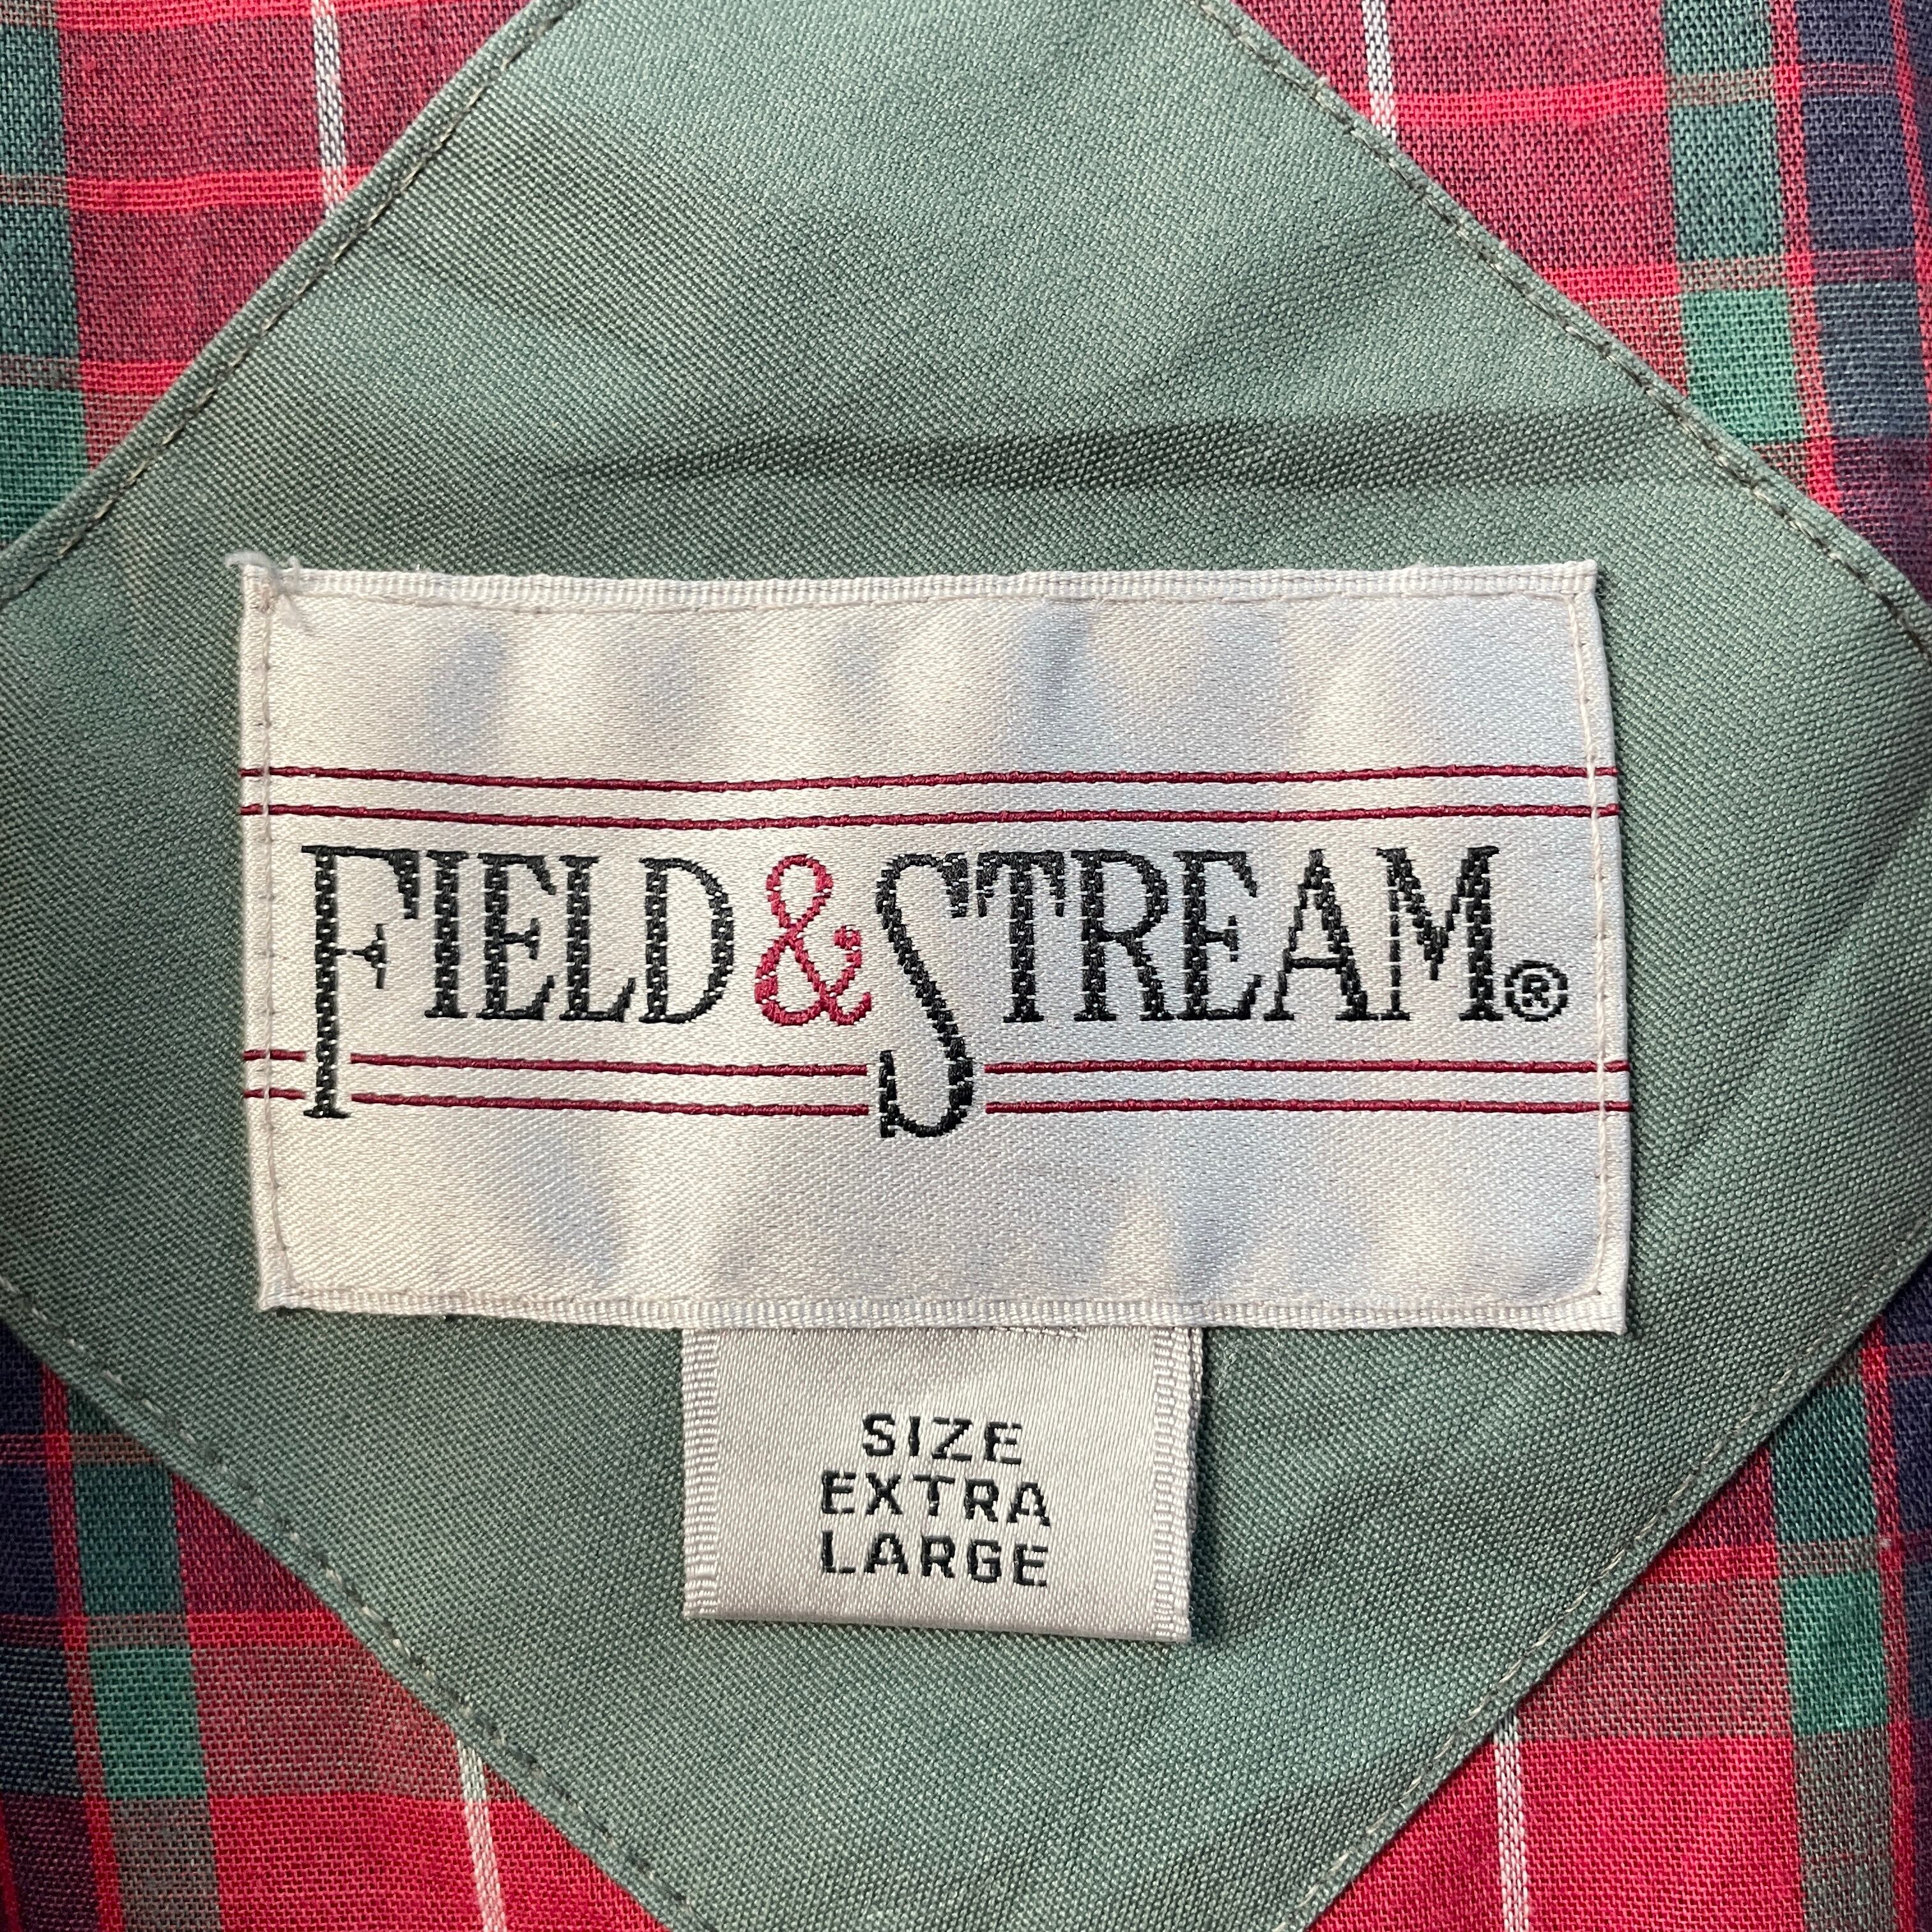 FIELD & STREAM®
SIZE
EXTRA
LARGE